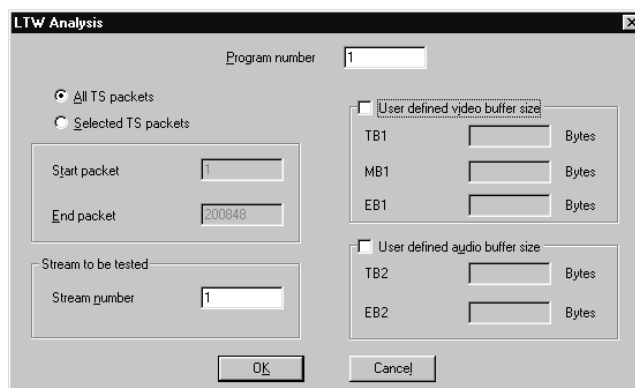 LTW Analysis
Program number 1
All TS packets
Selected TS packets
Start packet 1
End packet 200848
Stream to be tested
Stream number 1
User defined video buffer size
TB1 Bytes
MB1 Bytes
EB1 Bytes
User defined audio buffer size
TB2 Bytes
EB2 Bytes
OK
Cancel